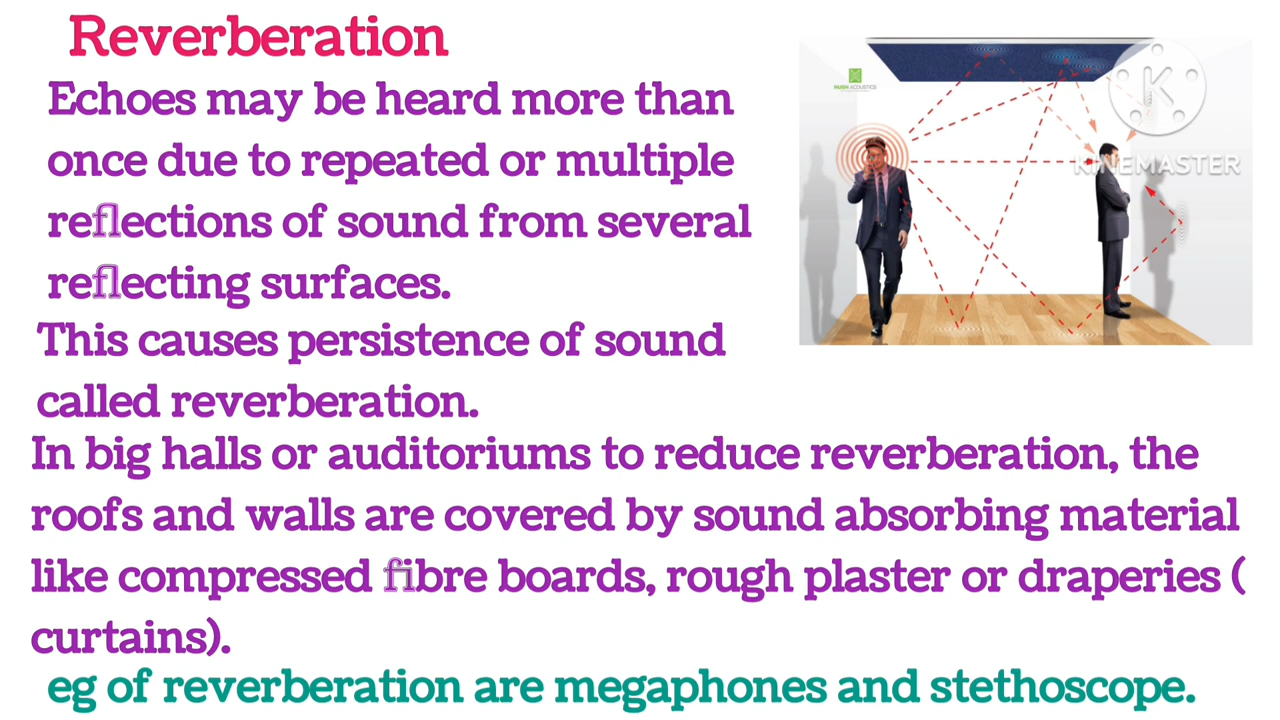 Reverberation
Echoes may be heard more than
once due to repeated or multiple
reflections of sound from several
reflecting surfaces.
This causes persistence of sound
called reverberation.
In big halls or auditoriums to reduce reverberation, the
roofs and walls are covered by sound absorbing material
like compressed fibre boards, rough plaster or draperies (
curtains).
eg of reverberation are megaphones and stethoscope.
HUSH ACOUSTICS
K
KINEMASTER